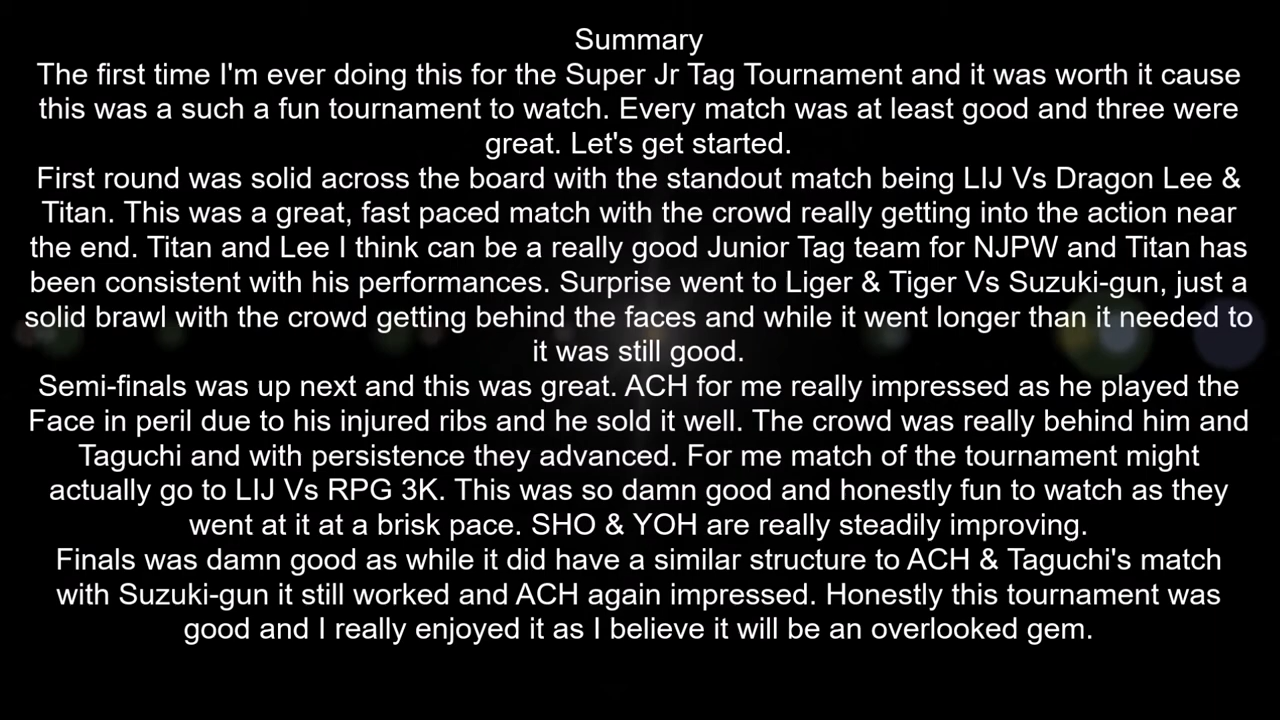 Summary
The first time I'm ever doing this for the Super Jr Tag Tournament and it was worth it cause
this was a such a fun tournament to watch. Every match was at least good and three were
great. Let's get started.
First round was solid across the board with the standout match being LIJ Vs Dragon Lee &
Titan. This was a great, fast paced match with the crowd really getting into the action near
the end. Titan and Lee I think can be a really good Junior Tag team for NJPW and Titan has
been consistent with his performances. Surprise went to Liger & Tiger Vs Suzuki-gun, just a
solid brawl with the crowd getting behind the faces and while it went longer than it needed to
it was still good.
Semi-finals was up next and this was great. ACH for me really impressed as he played the
Face in peril due to his injured ribs and he sold it well. The crowd was really behind him and
Taguchi and with persistence they advanced. For me match of the tournament might
actually go to LIJ Vs RPG 3K. This was so damn good and honestly fun to watch as they
went at it at a brisk pace. SHO & YOH are really steadily improving.
Finals was damn good as while it did have a similar structure to ACH & Taguchi's match
with Suzuki-gun it still worked and ACH again impressed. Honestly this tournament was
good and I really enjoyed it as I believe it will be an overlooked gem.